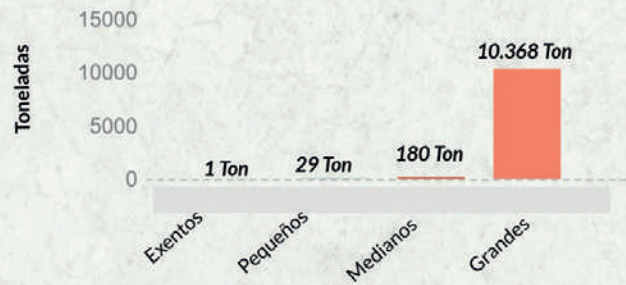 Toneladas
15000
10000
5000
0
1 Ton
29 Ton
180 Ton
10.368 Ton
Exentos
Pequeños
Medianos
Grandes